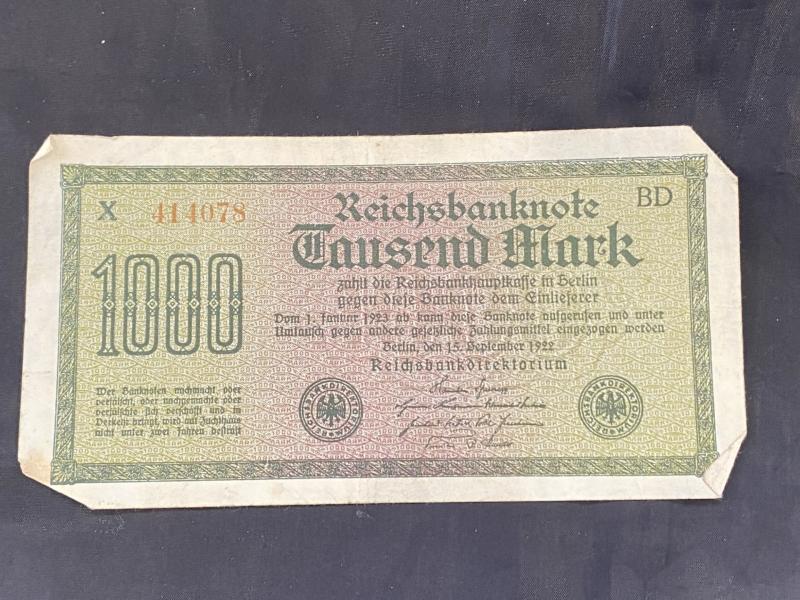 X 414078
Reichsbanknote
BD
Tausend Mark
1000
zahlt die Reichsbankhauptkasse in Berlin
gegen diese Banknote dem Einlieferer
Vom 1. Januar 1923 ab kann diese Banknote aufgerufen und unter
Umtausch gegen andere gesetzliche Zahlungsmittel eingezogen werden
Berlin, den 15. September 1922
Reichsbankdirektorium
Wer Banknoten nachmacht oder
verfälscht, oder nachgemachte oder
verfälschte sich verschafft und in
Verkehr bringt, wird mit Zuchthaus
nicht unter zwei Jahren bestraft
REICHSBANKDIREKTORIUM
REICHSBANKDIREKTORIUM